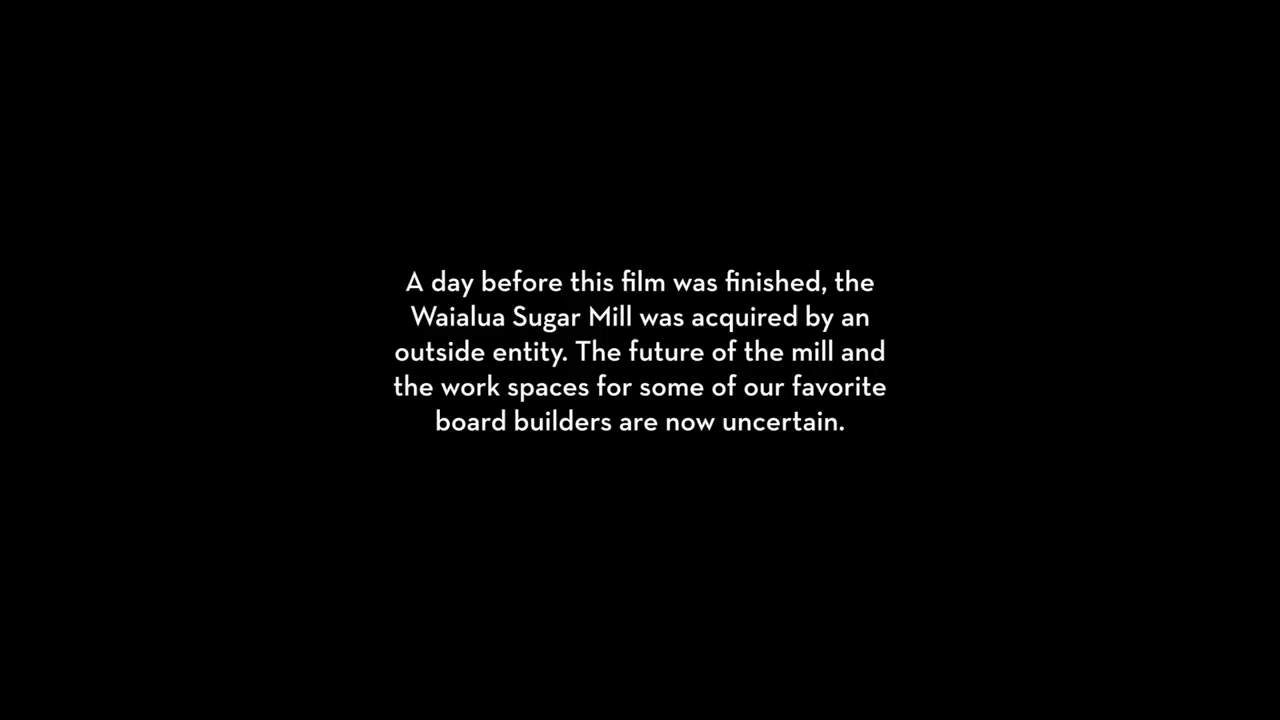 A day before this film was finished, the
Waialua Sugar Mill was acquired by an
outside entity. The future of the mill and
the work spaces for some of our favorite
board builders are now uncertain.